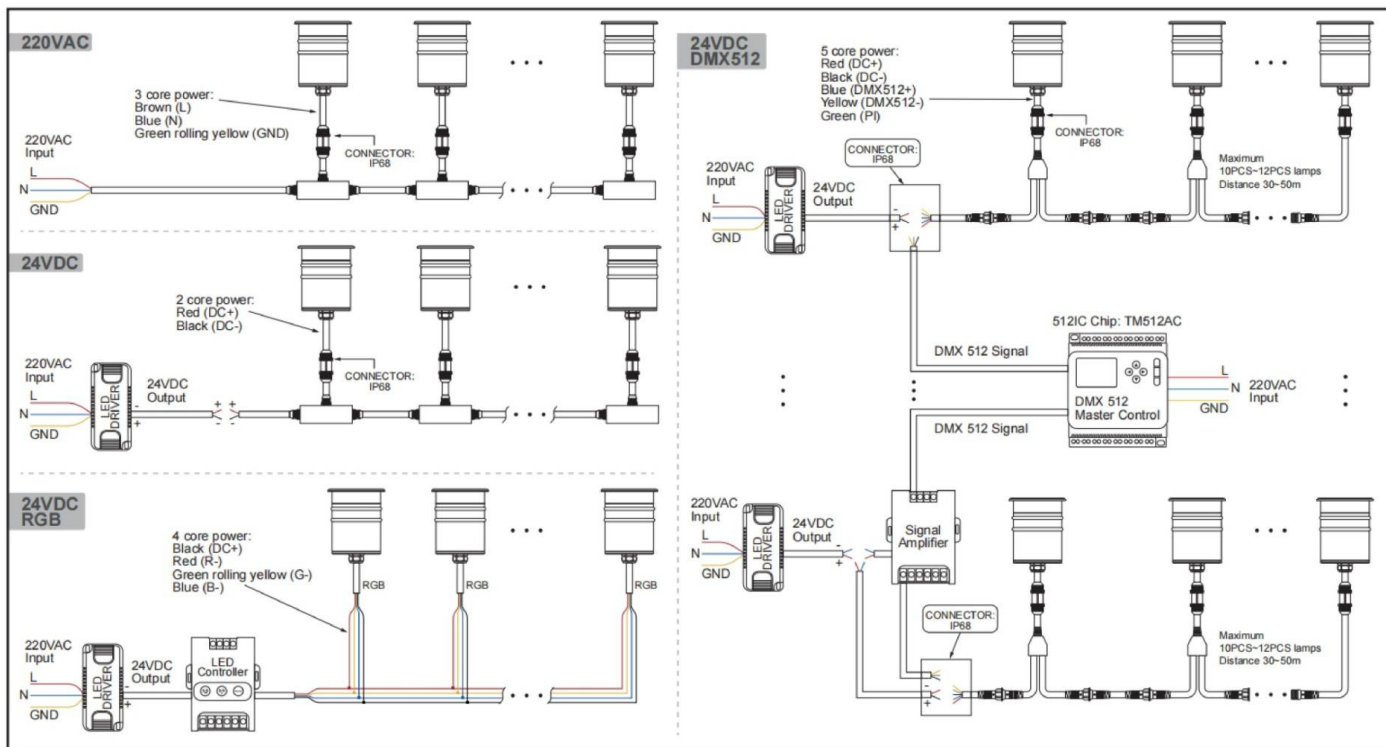 220VAC
3 core power:
Brown (L)
Blue (N)
Green rolling yellow (GND)
220VAC
Input
L
N
GND
CONNECTOR:
IP68
24VDC
2 core power:
Red (DC+)
Black (DC-)
220VAC
Input
L
N
GND
LED
DRIVER
24VDC
Output
-
+
+ +
- -
CONNECTOR:
IP68
24VDC
RGB
4 core power:
Black (DC+)
Red (R-)
Green rolling yellow (G-)
Blue (B-)
RGB
RGB
RGB
220VAC
Input
L
N
GND
LED
DRIVER
24VDC
Output
-
+
LED
Controller
24VDC
DMX512
5 core power:
Red (DC+)
Black (DC-)
Blue (DMX512+)
Yellow (DMX512-)
Green (PI)
CONNECTOR:
IP68
CONNECTOR:
IP68
220VAC
Input
L
N
GND
LED
DRIVER
24VDC
Output
-
+
Maximum
10PCS~12PCS lamps
Distance 30~50m
512IC Chip: TM512AC
DMX 512 Signal
DMX 512
Master Control
L
N
GND
220VAC
Input
DMX 512 Signal
220VAC
Input
L
N
GND
LED
DRIVER
24VDC
Output
-
+
Signal
Amplifier
CONNECTOR:
IP68
-
+
Maximum
10PCS~12PCS lamps
Distance 30~50m